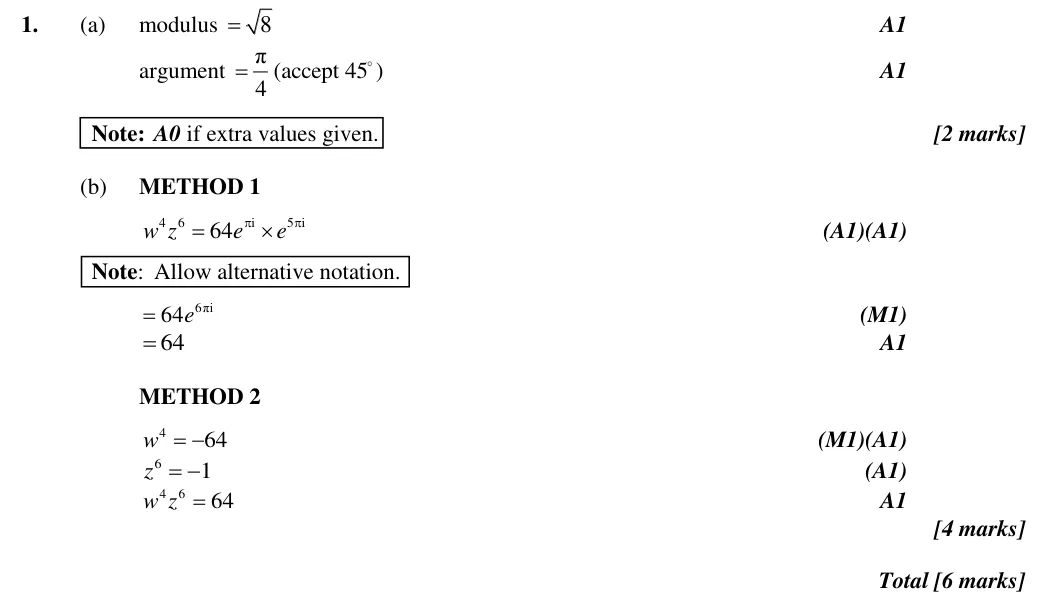 1. (a) modulus = √8 A1
argument = π/4 (accept 45°) A1
Note: A0 if extra values given. [2 marks]
(b) METHOD 1
w⁴z⁶ = 64e^{πi} × e^{5πi} (A1)(A1)
Note: Allow alternative notation.
= 64e^{6πi} (M1)
= 64 A1
METHOD 2
w⁴ = −64 (M1)(A1)
z⁶ = −1 (A1)
w⁴z⁶ = 64 A1
[4 marks]
Total [6 marks]